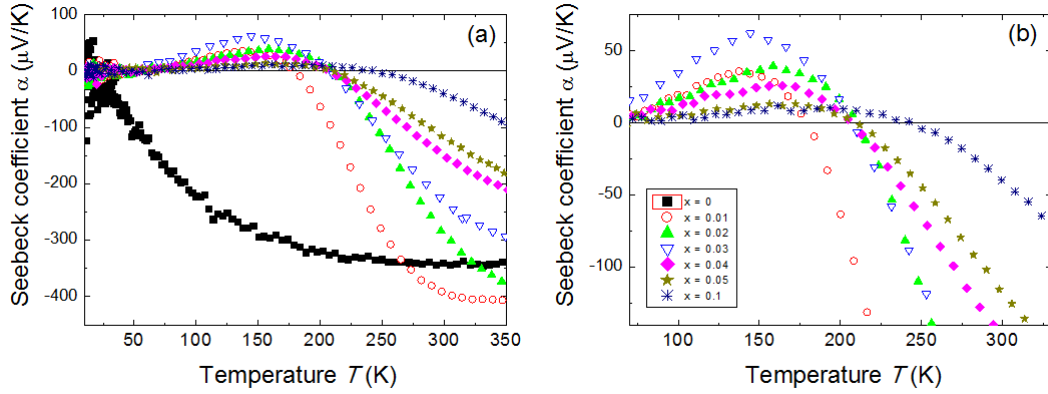 (a)
Seebeck coefficient α (µV/K)
0
-100
-200
-300
-400
50 100 150 200 250 300 350
Temperature T (K)
(b)
Seebeck coefficient α (µV/K)
50
0
-50
-100
x = 0
x = 0.01
x = 0.02
x = 0.03
x = 0.04
x = 0.05
x = 0.1
100 150 200 250 300
Temperature T (K)